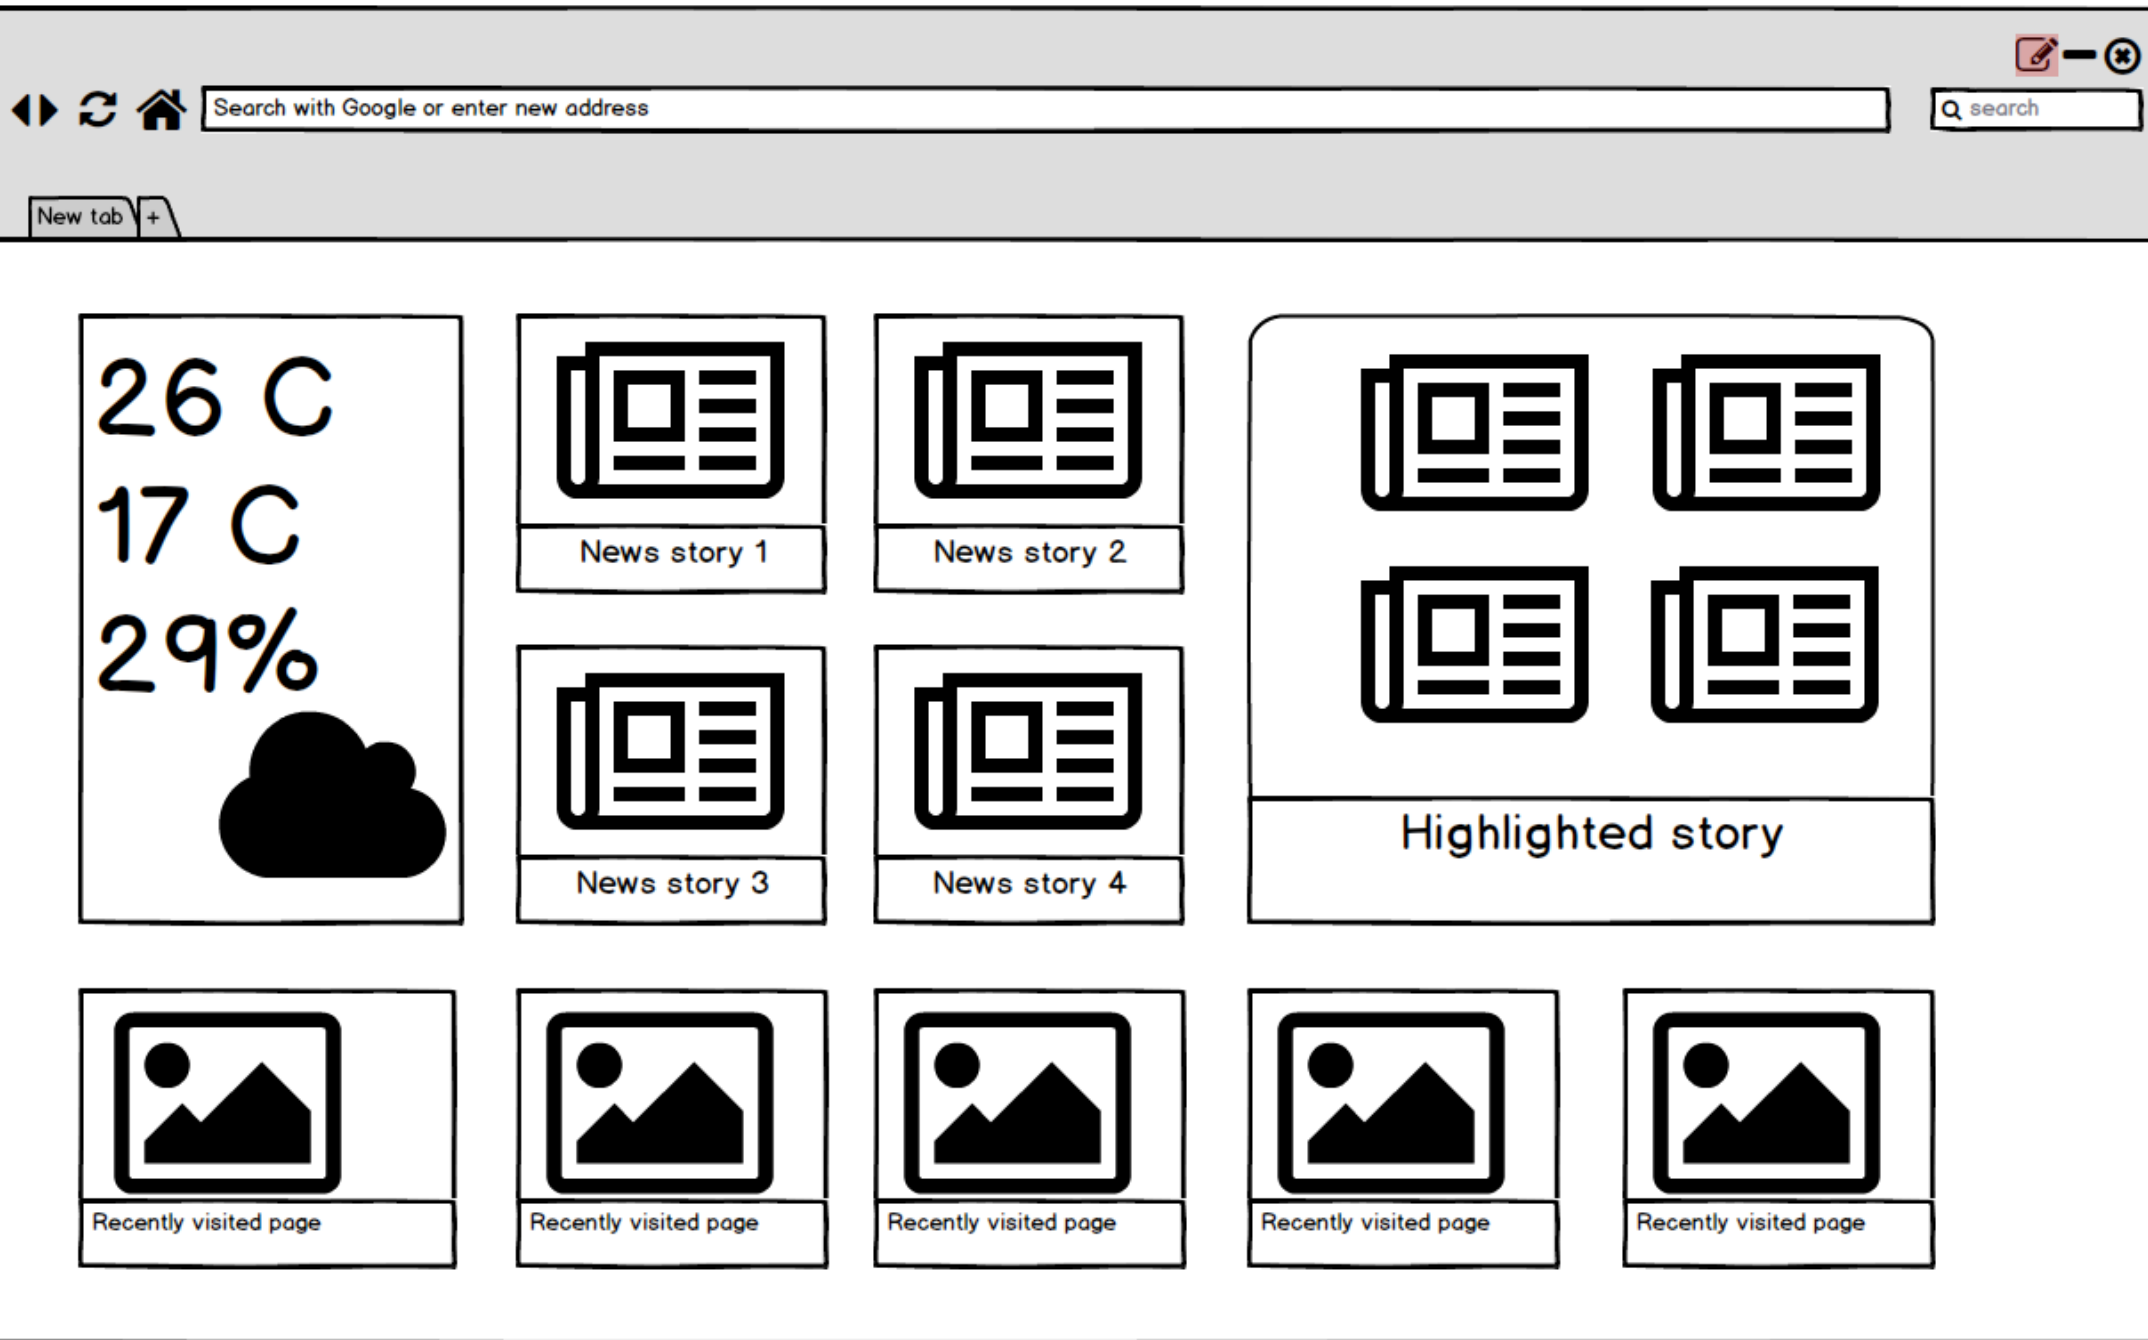 Search with Google or enter new address
search
New tab
+
26 C
17 C
29%
News story 1
News story 2
News story 3
News story 4
Highlighted story
Recently visited page
Recently visited page
Recently visited page
Recently visited page
Recently visited page